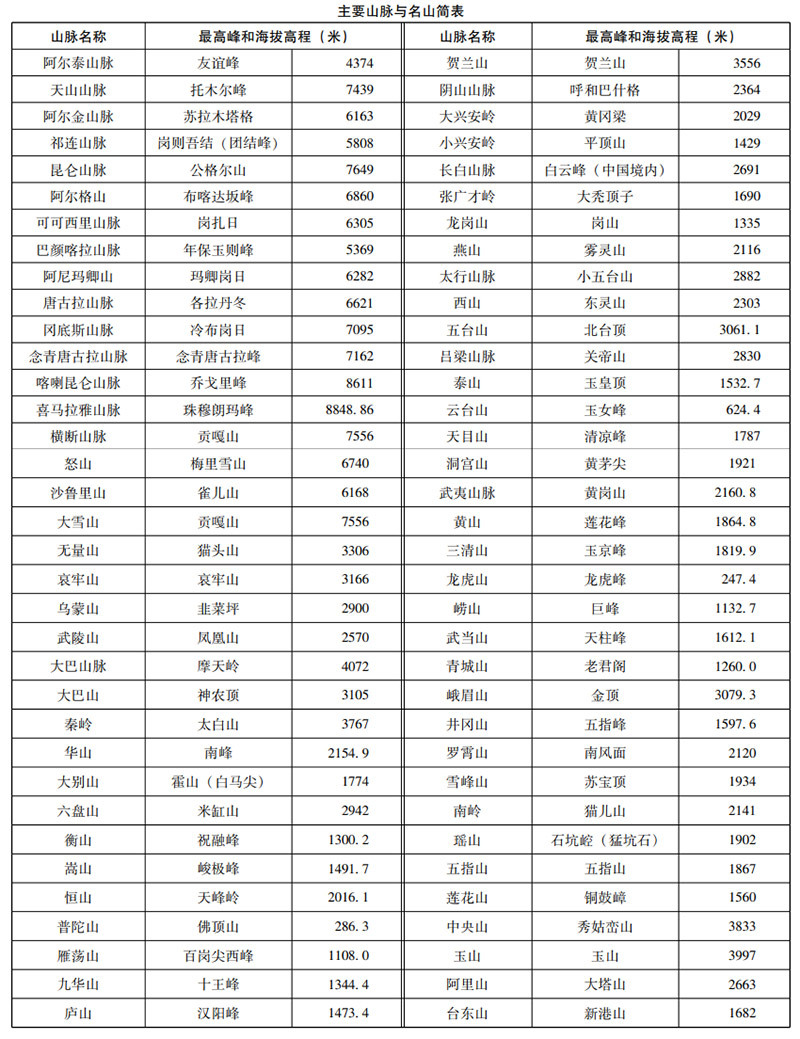 主要山脉与名山简表
山脉名称 最高峰和海拔高程（米） 山脉名称 最高峰和海拔高程（米）
阿尔泰山脉 友谊峰 4374 贺兰山 贺兰山 3556
天山山脉 托木尔峰 7439 阴山山脉 呼和巴什格 2364
阿尔金山脉 苏拉木塔格 6163 大兴安岭 黄冈梁 2029
祁连山脉 岗则吾结（团结峰） 5808 小兴安岭 平顶山 1429
昆仑山脉 公格尔山 7649 长白山脉 白云峰（中国境内） 2691
阿尔格山 布喀达坂峰 6860 张广才岭 大秃顶子 1690
可可西里山脉 岗扎日 6305 龙岗山 岗山 1335
巴颜喀拉山脉 年保玉则峰 5369 燕山 雾灵山 2116
阿尼玛卿山 玛卿岗日 6282 太行山脉 小五台山 2882
唐古拉山脉 各拉丹冬 6621 西山 东灵山 2303
冈底斯山脉 冷布岗日 7095 五台山 北台顶 3061.1
念青唐古拉山脉 念青唐古拉峰 7162 吕梁山脉 关帝山 2830
喀喇昆仑山脉 乔戈里峰 8611 泰山 玉皇顶 1532.7
喜马拉雅山脉 珠穆朗玛峰 8848.86 云台山 玉女峰 624.4
横断山脉 贡嘎山 7556 天目山 清凉峰 1787
怒山 梅里雪山 6740 洞宫山 黄茅尖 1921
沙鲁里山 雀儿山 6168 武夷山脉 黄岗山 2160.8
大雪山 贡嘎山 7556 黄山 莲花峰 1864.8
无量山 猫头山 3306 三清山 玉京峰 1819.9
哀牢山 哀牢山 3166 龙虎山 龙虎峰 247.4
乌蒙山 韭菜坪 2900 崂山 巨峰 1132.7
武陵山 凤凰山 2570 武当山 天柱峰 1612.1
大巴山脉 摩天岭 4072 青城山 老君阁 1260.0
大巴山 神农顶 3105 峨眉山 金顶 3079.3
秦岭 太白山 3767 井冈山 五指峰 1597.6
华山 南峰 2154.9 罗霄山 南风面 2120
大别山 霍山（白马尖） 1774 雪峰山 苏宝顶 1934
六盘山 米缸山 2942 南岭 猫儿山 2141
衡山 祝融峰 1300.2 瑶山 石坑崆（猛坑石） 1902
嵩山 峻极峰 1491.7 五指山 五指山 1867
恒山 天峰岭 2016.1 莲花山 铜鼓嶂 1560
普陀山 佛顶山 286.3 中央山 秀姑峦山 3833
雁荡山 百岗尖西峰 1108.0 玉山 玉山 3997
九华山 十王峰 1344.4 阿里山 大塔山 2663
庐山 汉阳峰 1473.4 台东山 新港山 1682